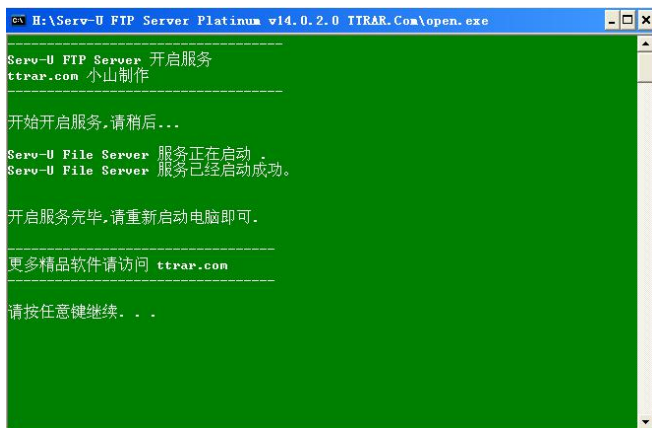 H:\Serv-U FTP Server Platinum v14.0.2.0 TTRAR.Com\open.exe
----------------------------------
Serv-U FTP Server 开启服务
ttrar.com 小山制作
----------------------------------
开始开启服务,请稍后...
Serv-U File Server 服务正在启动 .
Serv-U File Server 服务已经启动成功。
开启服务完毕,请重新启动电脑即可.
---------------------------------
更多精品软件请访问 ttrar.com
---------------------------------
请按任意键继续. . .